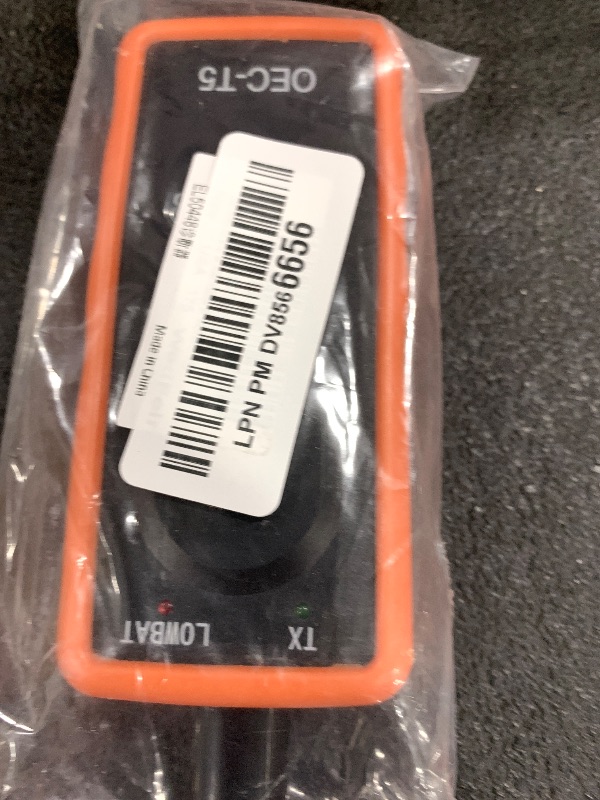 OEC-T5
LPN PM DV8566656
Made in China
LOWBAT
TX